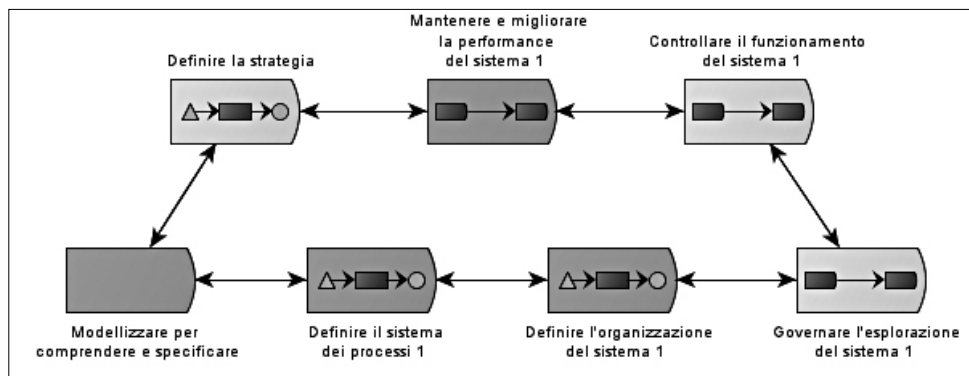 Mantenere e migliorare
la performance
del sistema 1
Definire la strategia
Controllare il funzionamento
del sistema 1
Modellizzare per
comprendere e specificare
Definire il sistema
dei processi 1
Definire l'organizzazione
del sistema 1
Governare l'esplorazione
del sistema 1